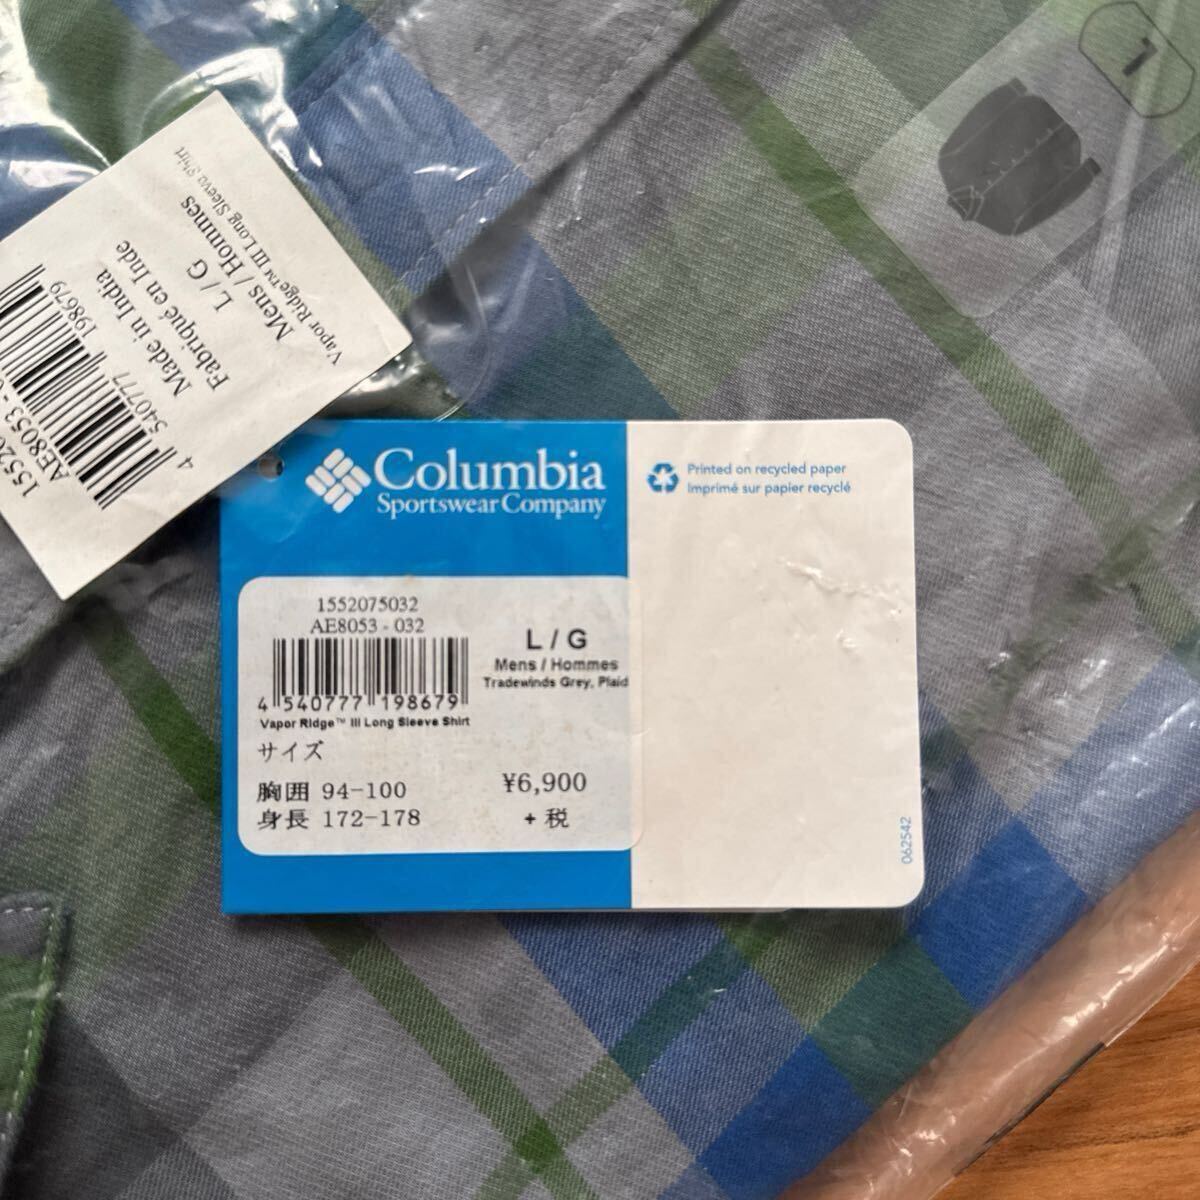 Vapor Ridge™ III Long Sleeve Shirt
Mens / Hommes
L / G
Fabriqué en Inde
Made in India
4 540777 198679
AE8053 -
Columbia
Sportswear Company
Printed on recycled paper
Imprimé sur papier recyclé
1552075032
AE8053 - 032
4 540777 198679
Vapor Ridge™ III Long Sleeve Shirt
L / G
Mens / Hommes
Tradewinds Grey, Plaid
サイズ
胸囲 94-100
身長 172-178
¥6,900
+ 税
062542
1